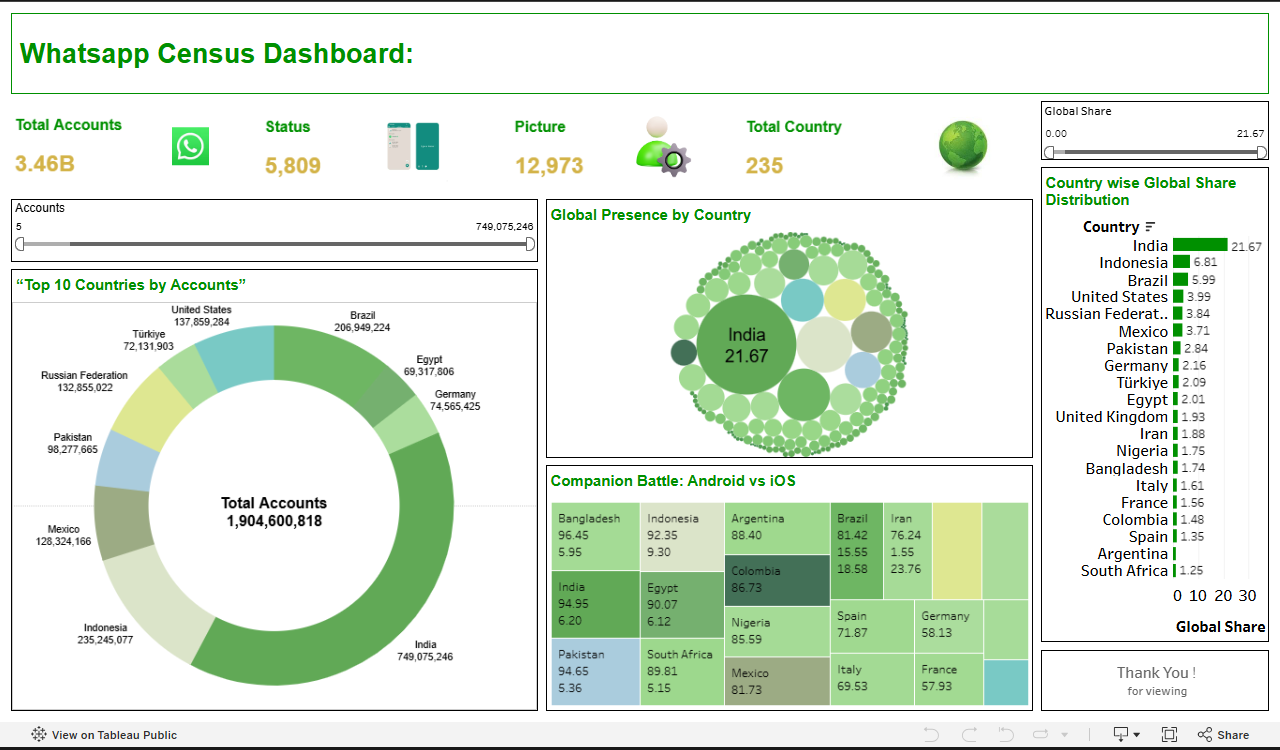 Whatsapp Census Dashboard:
Total Accounts
3.46B
Status
5,809
Picture
12,973
Total Country
235
Global Share
0.00 21.67
Accounts
5 749,075,246
“Top 10 Countries by Accounts”
United States
137,859,284
Brazil
206,949,224
Türkiye
72,131,903
Egypt
69,317,806
Russian Federation
132,855,022
Germany
74,565,425
Pakistan
98,277,665
Total Accounts
1,904,600,818
Mexico
128,324,166
Indonesia
235,245,077
India
749,075,246
Global Presence by Country
India
21.67
Companion Battle: Android vs iOS
Bangladesh
96.45
5.95
India
94.95
6.20
Pakistan
94.65
5.36
Indonesia
92.35
9.30
Egypt
90.07
6.12
South Africa
89.81
5.15
Argentina
88.40
Colombia
86.73
Nigeria
85.59
Mexico
81.73
Brazil
81.42
15.55
18.58
Iran
76.24
1.55
23.76
Spain
71.87
Italy
69.53
Germany
58.13
France
57.93
Country wise Global Share
Distribution
Country
India 21.67
Indonesia 6.81
Brazil 5.99
United States 3.99
Russian Federat.. 3.84
Mexico 3.71
Pakistan 2.84
Germany 2.16
Türkiye 2.09
Egypt 2.01
United Kingdom 1.93
Iran 1.88
Nigeria 1.75
Bangladesh 1.74
Italy 1.61
France 1.56
Colombia 1.48
Spain 1.35
Argentina
South Africa 1.25
0 10 20 30
Global Share
Thank You !
for viewing
View on Tableau Public
Share